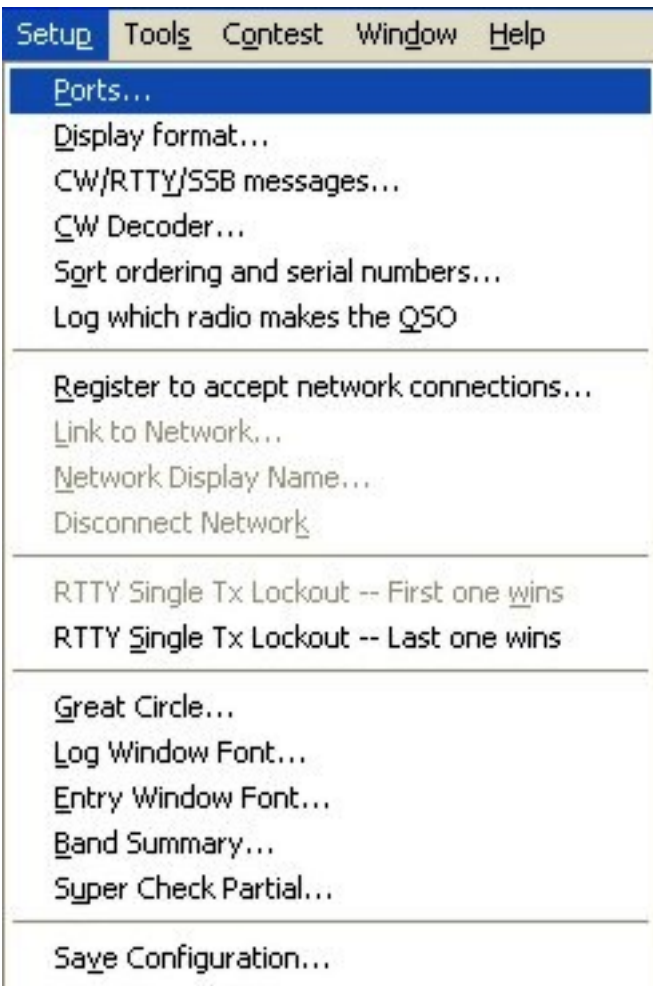 Setup Tools Contest Window Help
Ports...
Display format...
CW/RTTY/SSB messages...
CW Decoder...
Sort ordering and serial numbers...
Log which radio makes the QSO
Register to accept network connections...
Link to Network...
Network Display Name...
Disconnect Network
RTTY Single Tx Lockout -- First one wins
RTTY Single Tx Lockout -- Last one wins
Great Circle...
Log Window Font...
Entry Window Font...
Band Summary...
Super Check Partial...
Save Configuration...